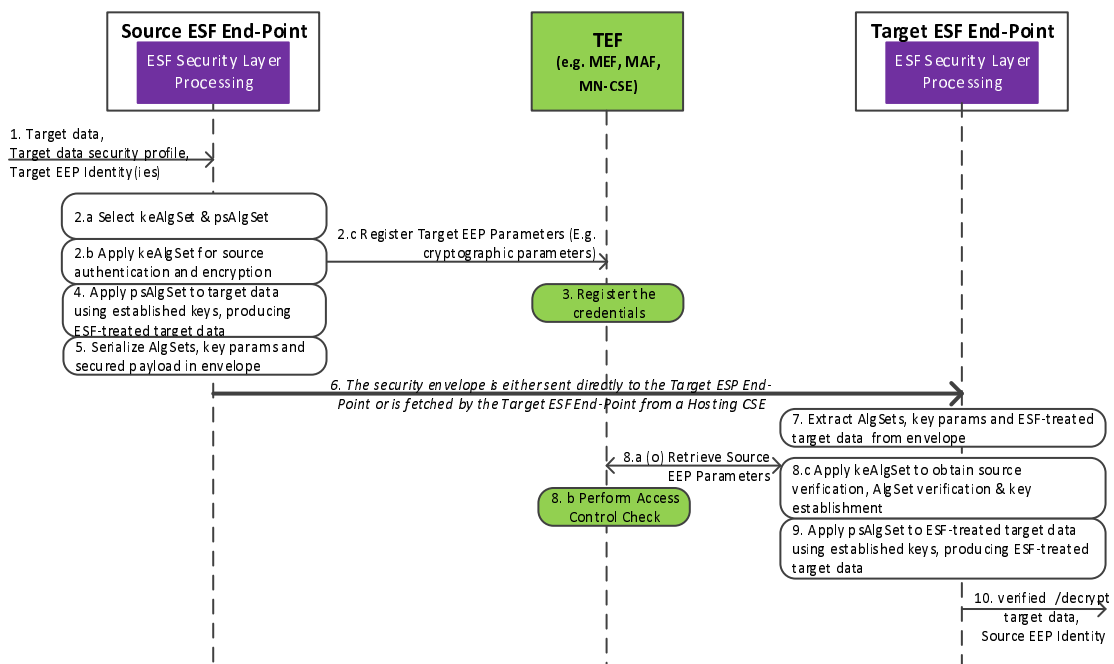 Source ESF End-Point
ESF Security Layer
Processing
TEF
(e.g. MEF, MAF,
MN-CSE)
Target ESF End-Point
ESF Security Layer
Processing
1. Target data,
Target data security profile,
Target EEP Identity(ies)
2.a Select keAlgSet & psAlgSet
2.b Apply keAlgSet for source
authentication and encryption
2.c Register Target EEP Parameters (E.g.
cryptographic parameters)
3. Register the
credentials
4. Apply psAlgSet to target data
using established keys, producing
ESF-treated target data
5. Serialize AlgSets, key params and
secured payload in envelope
6. The security envelope is either sent directly to the Target ESP End-
Point or is fetched by the Target ESF End-Point from a Hosting CSE
7. Extract AlgSets, key params and ESF-treated
target data from envelope
8.a (o) Retrieve Source
EEP Parameters
8. b Perform Access
Control Check
8.c Apply keAlgSet to obtain source
verification, AlgSet verification & key
establishment
9. Apply psAlgSet to ESF-treated target data
using established keys, producing ESF-treated
target data
10. verified /decrypt
target data,
Source EEP Identity